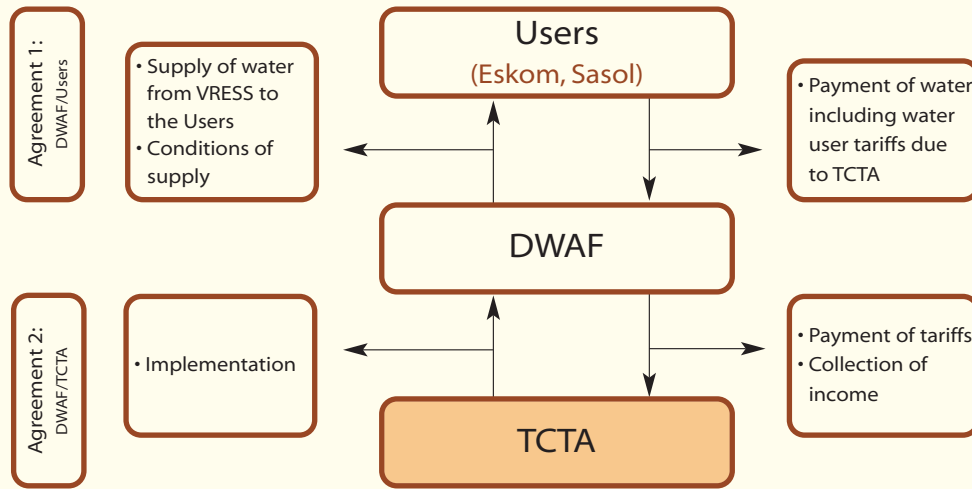 Agreement 1:
DWAF/Users
• Supply of water
from VRESS to
the Users
• Conditions of
supply
Users
(Eskom, Sasol)
• Payment of water
including water
user tariffs due
to TCTA
DWAF
Agreement 2:
DWAF/TCTA
• Implementation
• Payment of tariffs
• Collection of
income
TCTA